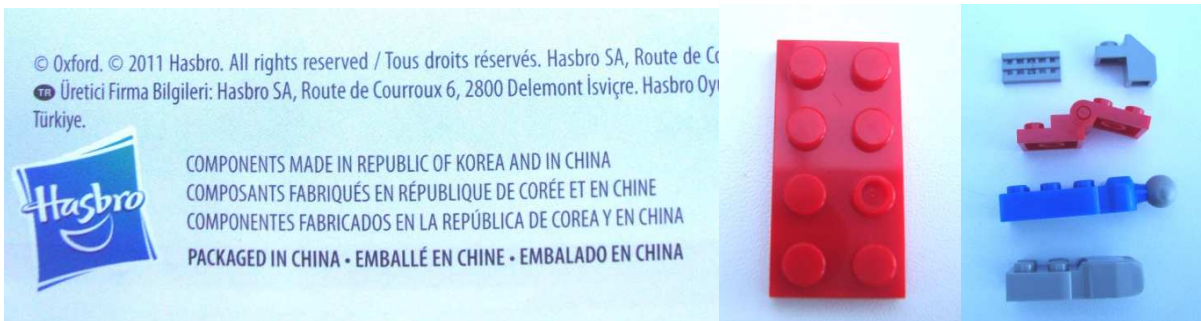 © Oxford. © 2011 Hasbro. All rights reserved / Tous droits réservés. Hasbro SA, Route de
TR Üretici Firma Bilgileri: Hasbro SA, Route de Courroux 6, 2800 Delemont İsviçre. Hasbro
Türkiye.
Hasbro
COMPONENTS MADE IN REPUBLIC OF KOREA AND IN CHINA
COMPOSANTS FABRIQUÉS EN RÉPUBLIQUE DE CORÉE ET EN CHINE
COMPONENTES FABRICADOS EN LA REPÚBLICA DE COREA Y EN CHINA
PACKAGED IN CHINA • EMBALLÉ EN CHINE • EMBALADO EN CHINA